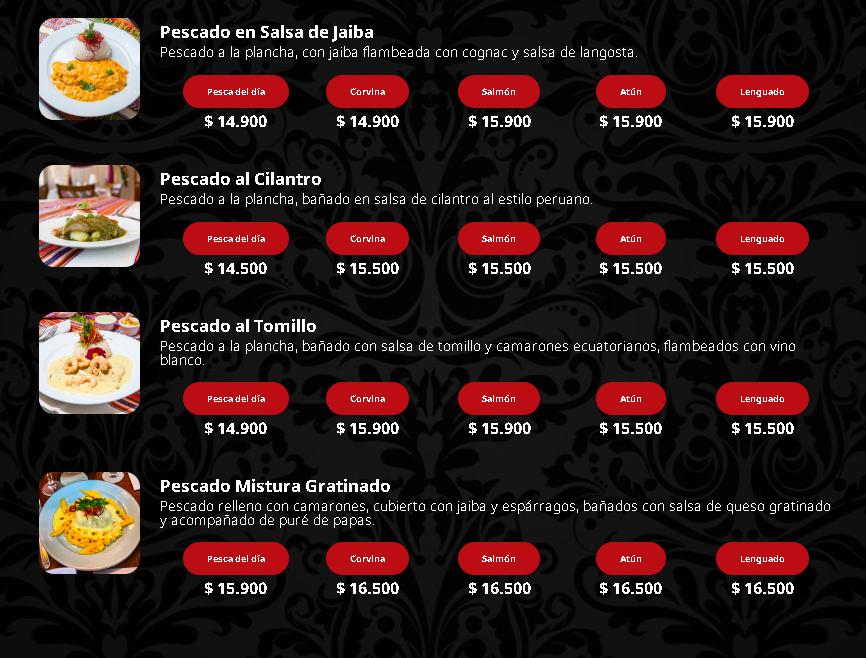 Pescado en Salsa de Jaiba
Pescado a la plancha, con jaiba flambeada con cognac y salsa de langosta.
Pesca del día Corvina Salmón Atún Lenguado
$ 14.900 $ 14.900 $ 15.900 $ 15.900 $ 15.900
Pescado al Cilantro
Pescado a la plancha, bañado en salsa de cilantro al estilo peruano.
Pesca del día Corvina Salmón Atún Lenguado
$ 14.500 $ 15.500 $ 15.500 $ 15.500 $ 15.500
Pescado al Tomillo
Pescado a la plancha, bañado con salsa de tomillo y camarones ecuatorianos, flambeados con vino
blanco.
Pesca del día Corvina Salmón Atún Lenguado
$ 14.900 $ 15.900 $ 15.900 $ 15.500 $ 15.500
Pescado Mistura Gratinado
Pescado relleno con camarones, cubierto con jaiba y espárragos, bañados con salsa de queso gratinado
y acompañado de puré de papas.
Pesca del día Corvina Salmón Atún Lenguado
$ 15.900 $ 16.500 $ 16.500 $ 16.500 $ 16.500